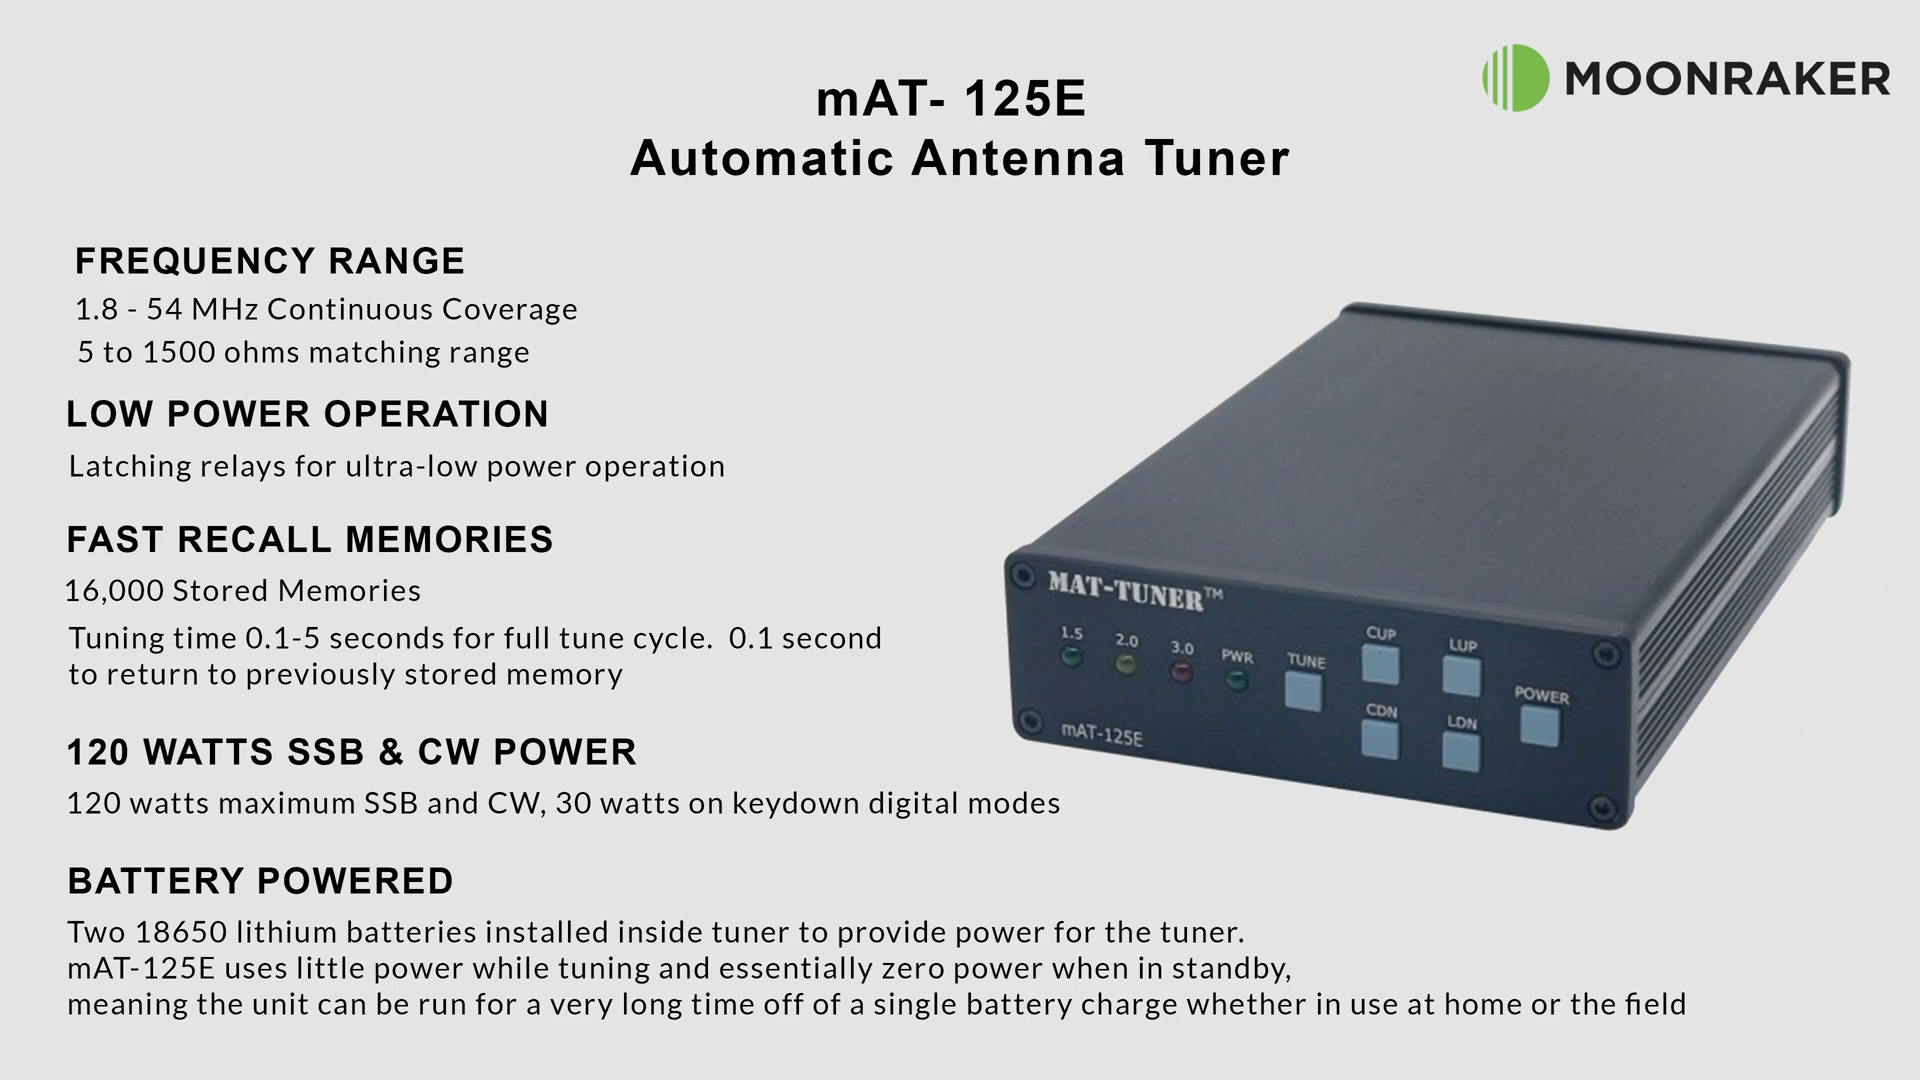 MOONRAKER
mAT- 125E
Automatic Antenna Tuner
FREQUENCY RANGE
1.8 - 54 MHz Continuous Coverage
5 to 1500 ohms matching range
LOW POWER OPERATION
Latching relays for ultra-low power operation
FAST RECALL MEMORIES
16,000 Stored Memories
Tuning time 0.1-5 seconds for full tune cycle.  0.1 second
to return to previously stored memory
120 WATTS SSB & CW POWER
120 watts maximum SSB and CW, 30 watts on keydown digital modes
BATTERY POWERED
Two 18650 lithium batteries installed inside tuner to provide power for the tuner.
mAT-125E uses little power while tuning and essentially zero power when in standby,
meaning the unit can be run for a very long time off of a single battery charge whether in use at home or the field
MAT-TUNER™
1.5 2.0 3.0 PWR TUNE CUP LUP
CDN LDN POWER
mAT-125E